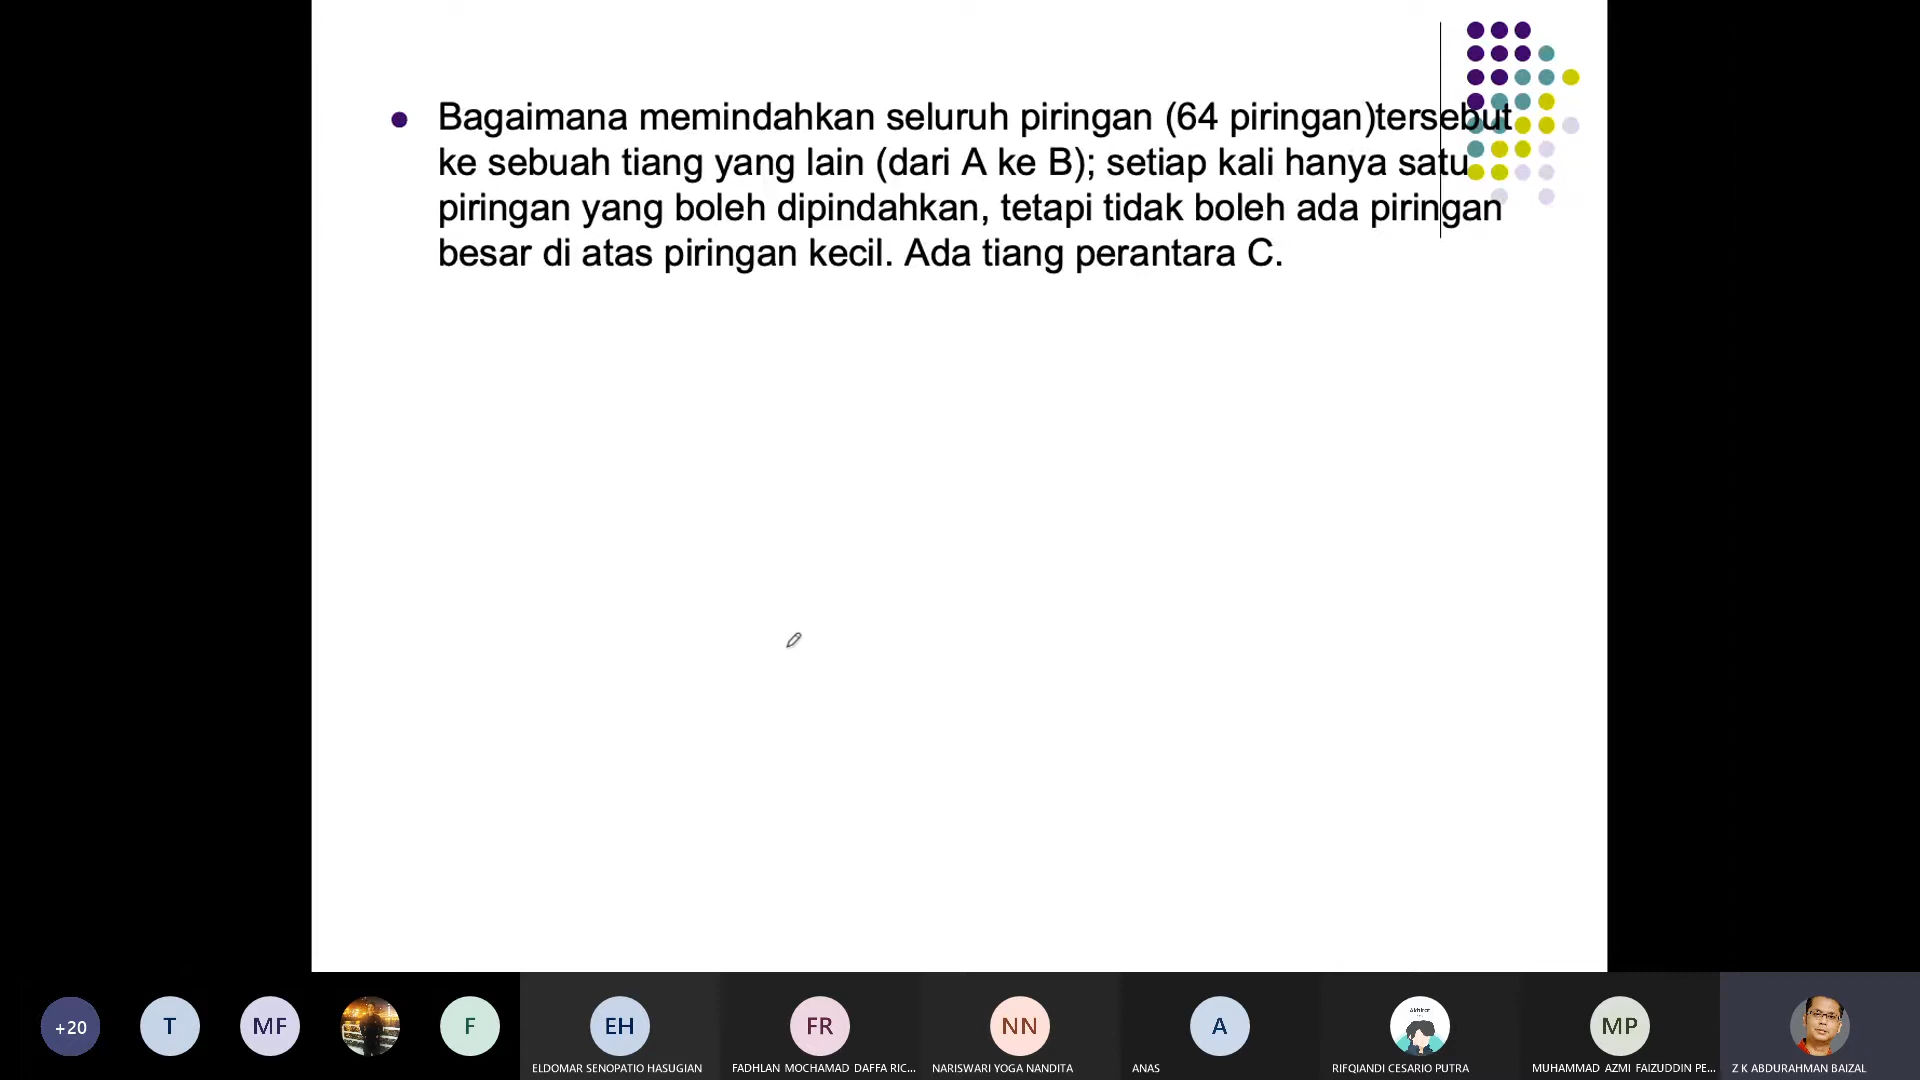 Bagaimana memindahkan seluruh piringan (64 piringan)tersebut
ke sebuah tiang yang lain (dari A ke B); setiap kali hanya satu
piringan yang boleh dipindahkan, tetapi tidak boleh ada piringan
besar di atas piringan kecil. Ada tiang perantara C.
+20
T
MF
F
EH
FR
NN
A
MP
ELDOMAR SENOPATIO HASUGIAN
FADHLAN MOCHAMAD DAFFA RIC...
NARISWARI YOGA NANDITA
ANAS
RIFQIANDI CESARIO PUTRA
MUHAMMAD AZMI FAIZUDDIN PE...
Z K ABDURAHMAN BAIZAL